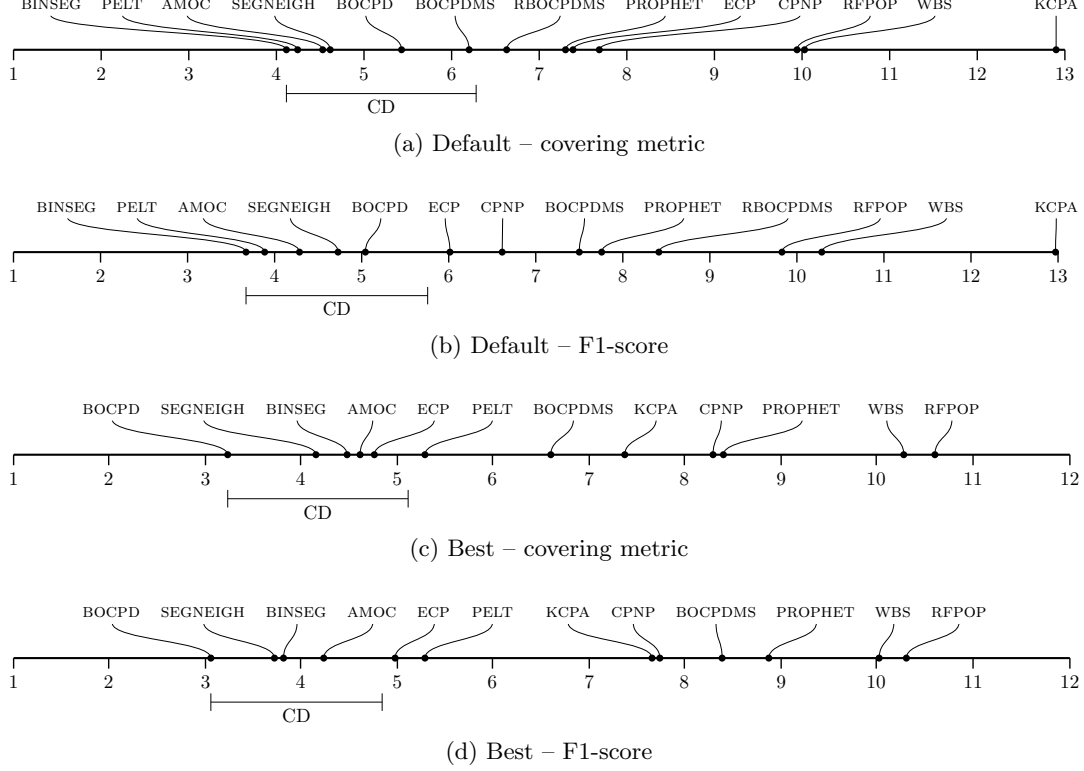 BINSEG PELT AMOC SEGNEIGH BOCPD BOCPDMS RBOCPDMS PROPHET ECP CPNP RFPOP WBS KCPA
1 2 3 4 5 6 7 8 9 10 11 12 13
CD
(a) Default – covering metric
BINSEG PELT AMOC SEGNEIGH BOCPD ECP CPNP BOCPDMS PROPHET RBOCPDMS RFPOP WBS KCPA
1 2 3 4 5 6 7 8 9 10 11 12 13
CD
(b) Default – F1-score
BOCPD SEGNEIGH BINSEG AMOC ECP PELT BOCPDMS KCPA CPNP PROPHET WBS RFPOP
1 2 3 4 5 6 7 8 9 10 11 12
CD
(c) Best – covering metric
BOCPD SEGNEIGH BINSEG AMOC ECP PELT KCPA CPNP BOCPDMS PROPHET WBS RFPOP
1 2 3 4 5 6 7 8 9 10 11 12
CD
(d) Best – F1-score